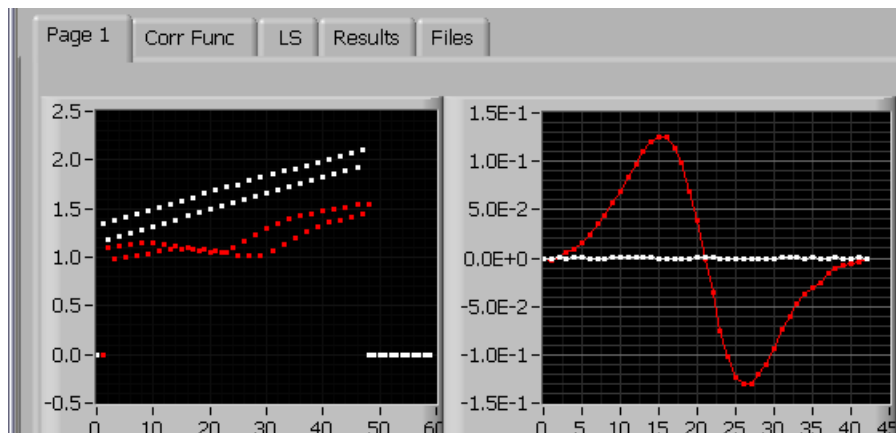 Page 1 Corr Func LS Results Files
2.5-
2.0-
1.5-
1.0-
0.5-
0.0-
-0.5-
0 10 20 30 40 50 60
1.5E-1-
1.0E-1-
5.0E-2-
0.0E+0-
-5.0E-2-
-1.0E-1-
-1.5E-1-
0 5 10 15 20 25 30 35 40 45